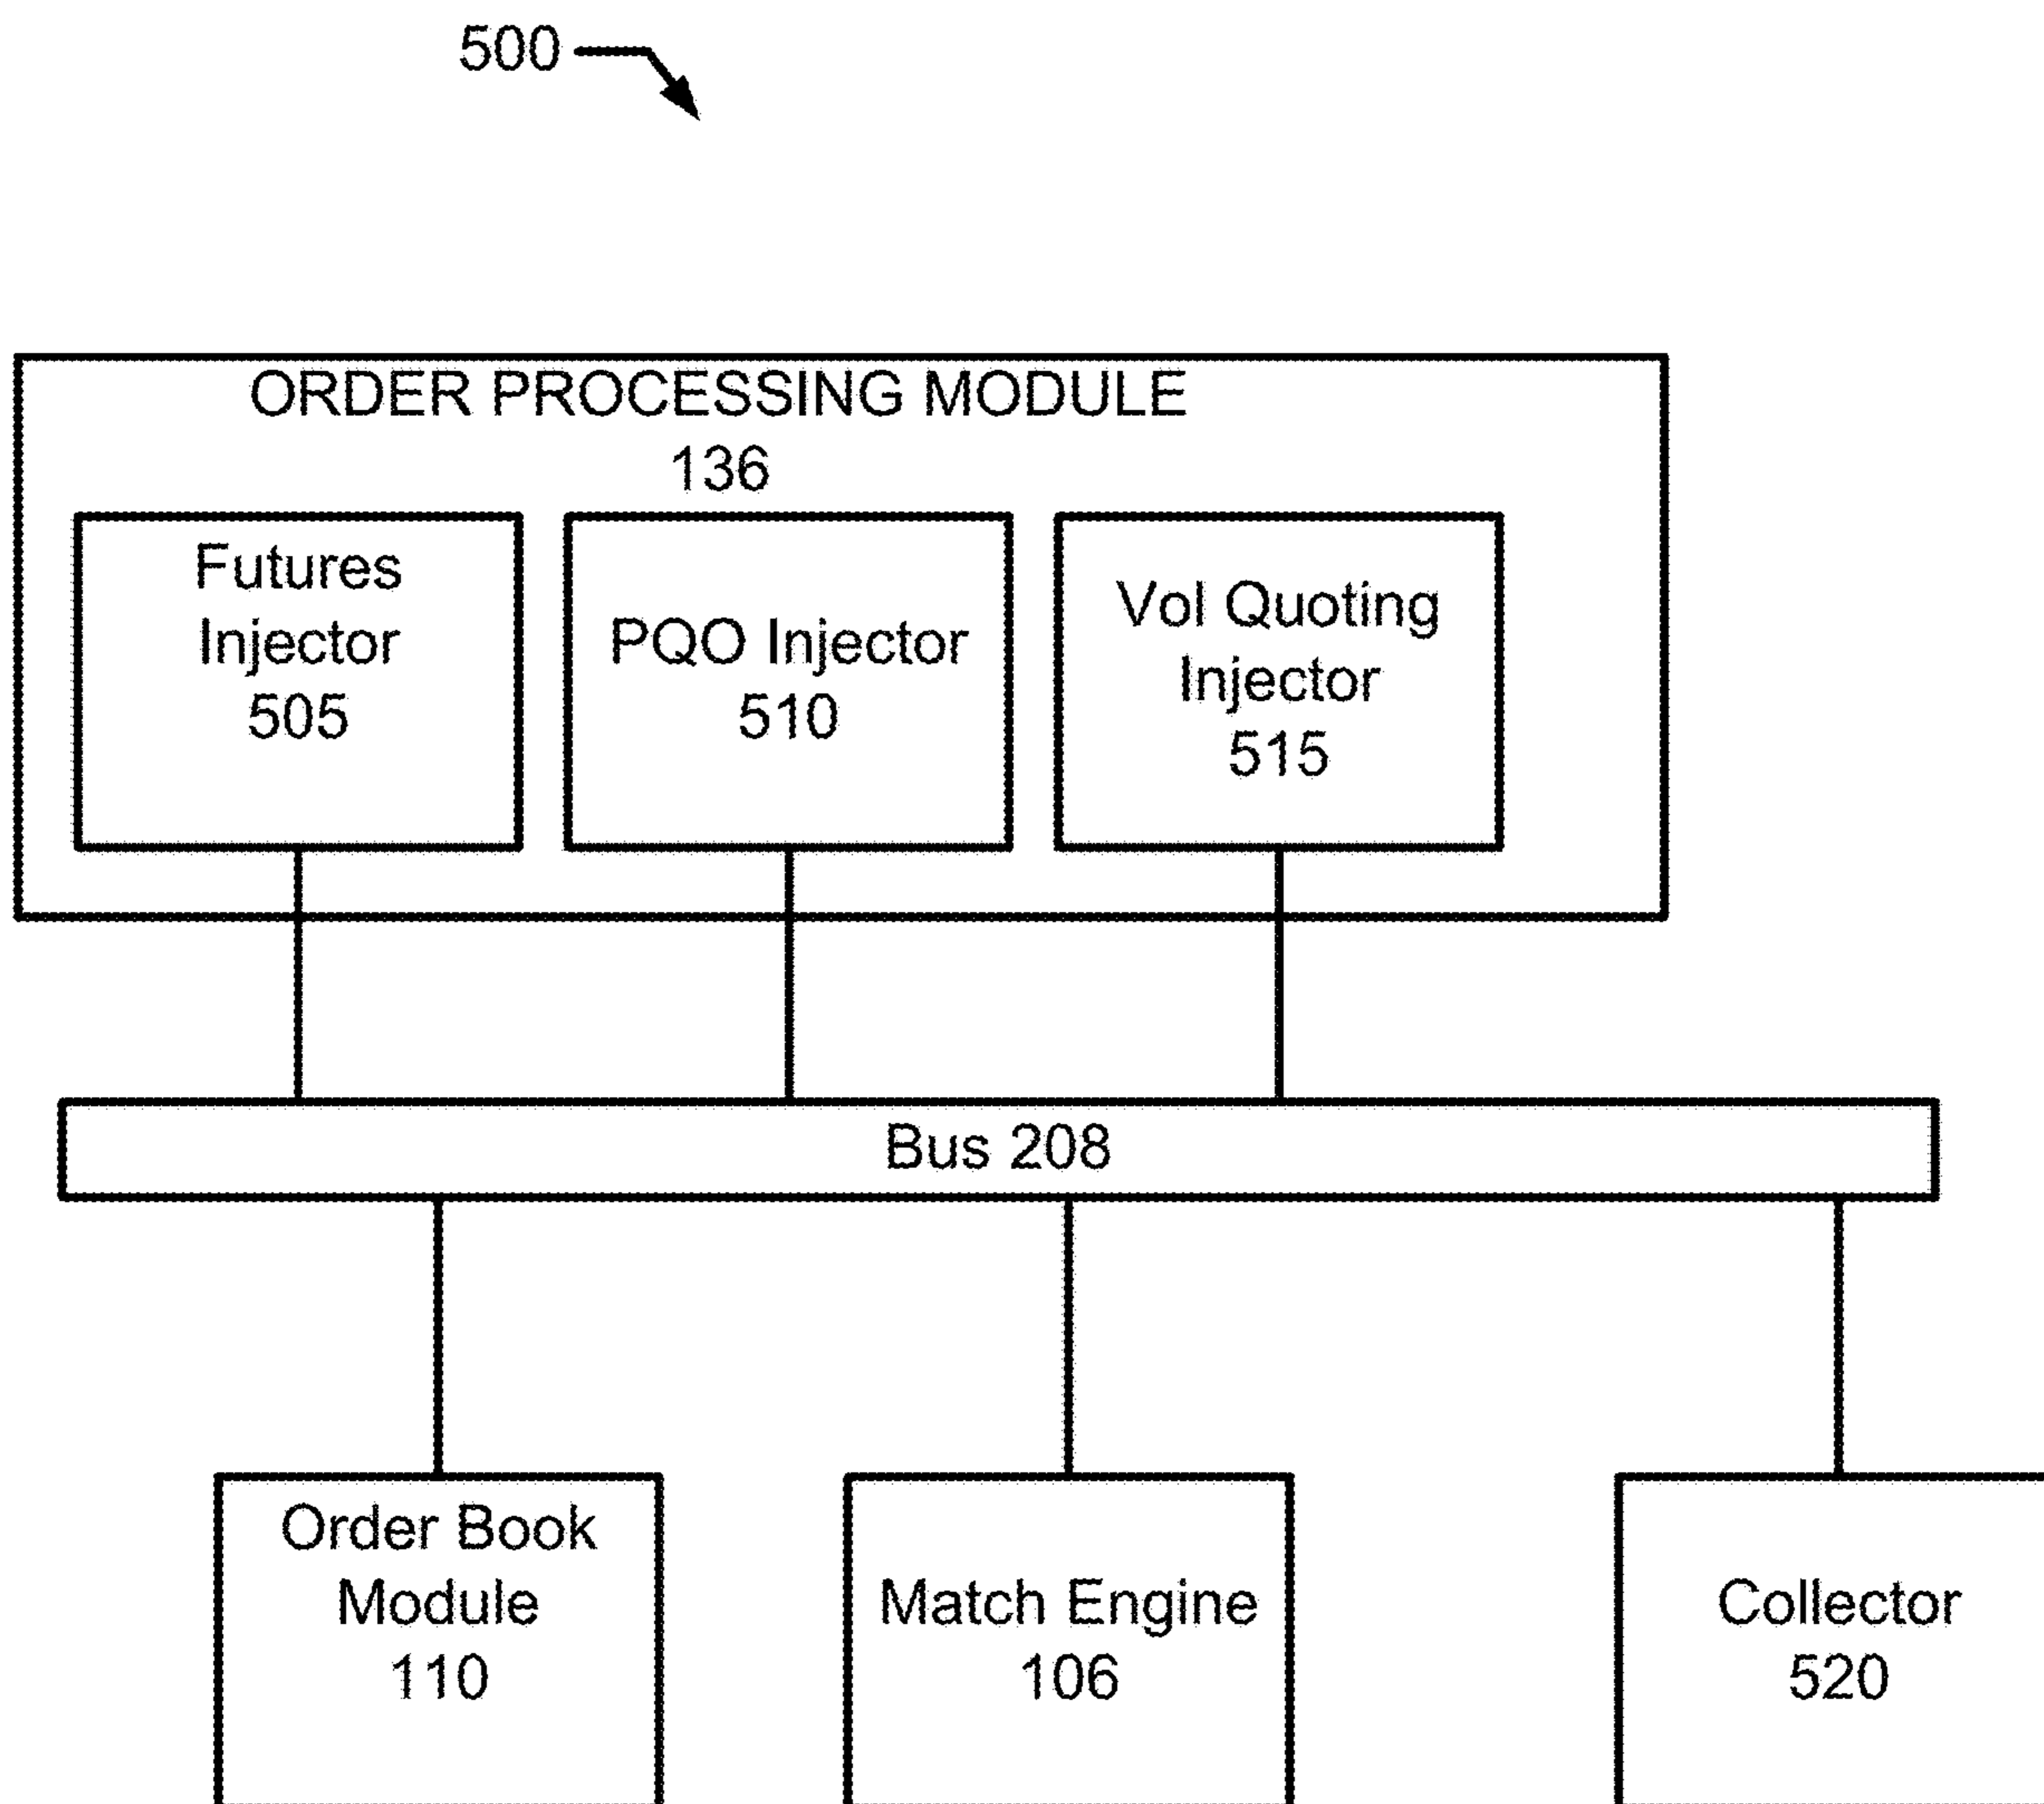 500
ORDER PROCESSING MODULE
136
Futures
Injector
505
PQO Injector
510
Vol Quoting
Injector
515
Bus 208
Order Book
Module
110
Match Engine
106
Collector
520